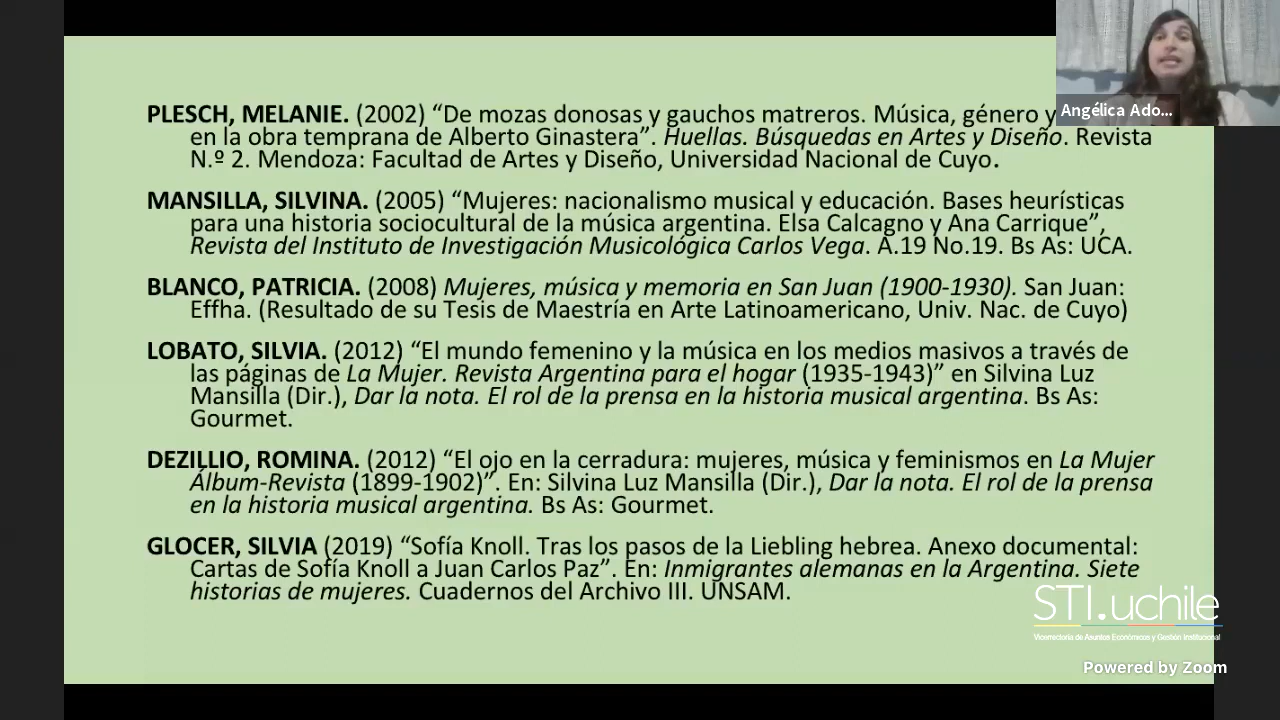 PLESCH, MELANIE. (2002) “De mozas donosas y gauchos matreros. Música, género y
en la obra temprana de Alberto Ginastera”. Huellas. Búsquedas en Artes y Diseño. Revista
N.º 2. Mendoza: Facultad de Artes y Diseño, Universidad Nacional de Cuyo.
MANSILLA, SILVINA. (2005) “Mujeres: nacionalismo musical y educación. Bases heurísticas
para una historia sociocultural de la música argentina. Elsa Calcagno y Ana Carrique”,
Revista del Instituto de Investigación Musicológica Carlos Vega. A.19 No.19. Bs As: UCA.
BLANCO, PATRICIA. (2008) Mujeres, música y memoria en San Juan (1900-1930). San Juan:
Effha. (Resultado de su Tesis de Maestría en Arte Latinoamericano, Univ. Nac. de Cuyo)
LOBATO, SILVIA. (2012) “El mundo femenino y la música en los medios masivos a través de
las páginas de La Mujer. Revista Argentina para el hogar (1935-1943)” en Silvina Luz
Mansilla (Dir.), Dar la nota. El rol de la prensa en la historia musical argentina. Bs As:
Gourmet.
DEZILLIO, ROMINA. (2012) “El ojo en la cerradura: mujeres, música y feminismos en La Mujer
Álbum-Revista (1899-1902)”. En: Silvina Luz Mansilla (Dir.), Dar la nota. El rol de la prensa
en la historia musical argentina. Bs As: Gourmet.
GLOCER, SILVIA (2019) “Sofía Knoll. Tras los pasos de la Liebling hebrea. Anexo documental:
Cartas de Sofía Knoll a Juan Carlos Paz”. En: Inmigrantes alemanas en la Argentina. Siete
historias de mujeres. Cuadernos del Archivo III. UNSAM.
Angélica Ado...
STI.uchile
Vicerrectoría de Asuntos Económicos y Gestión Institucional
Powered by Zoom